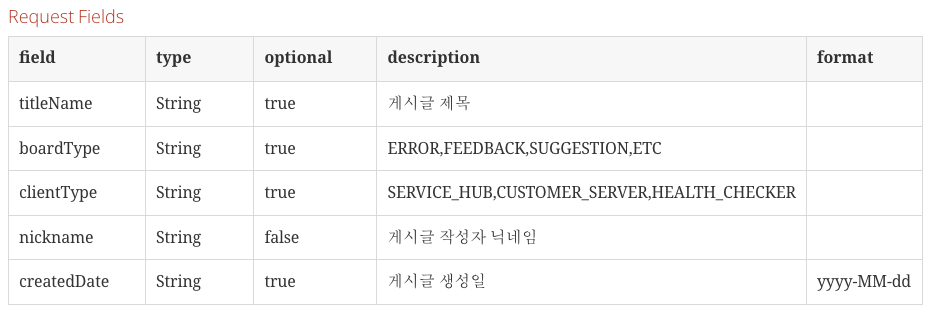 Request Fields
field type optional description format
titleName String true 게시글 제목
boardType String true ERROR,FEEDBACK,SUGGESTION,ETC
clientType String true SERVICE_HUB,CUSTOMER_SERVER,HEALTH_CHECKER
nickname String false 게시글 작성자 닉네임
createdDate String true 게시글 생성일 yyyy-MM-dd